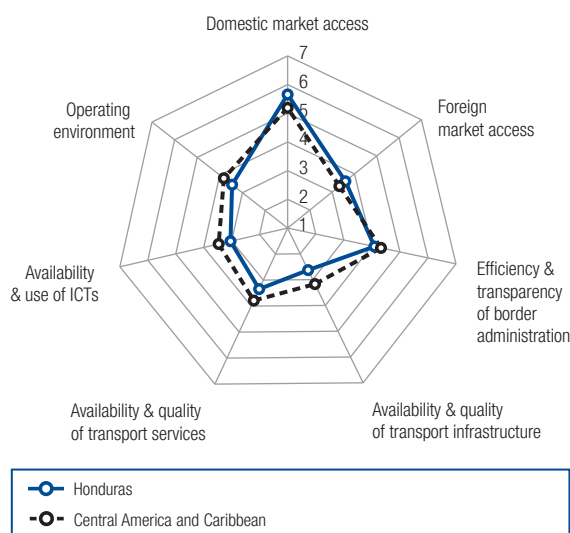 Domestic market access
7
6
5
4
3
2
1
Foreign
market access
Efficiency &
transparency
of border
administration
Availability & quality
of transport infrastructure
Availability & quality
of transport services
Availability
& use of ICTs
Operating
environment
Honduras
Central America and Caribbean